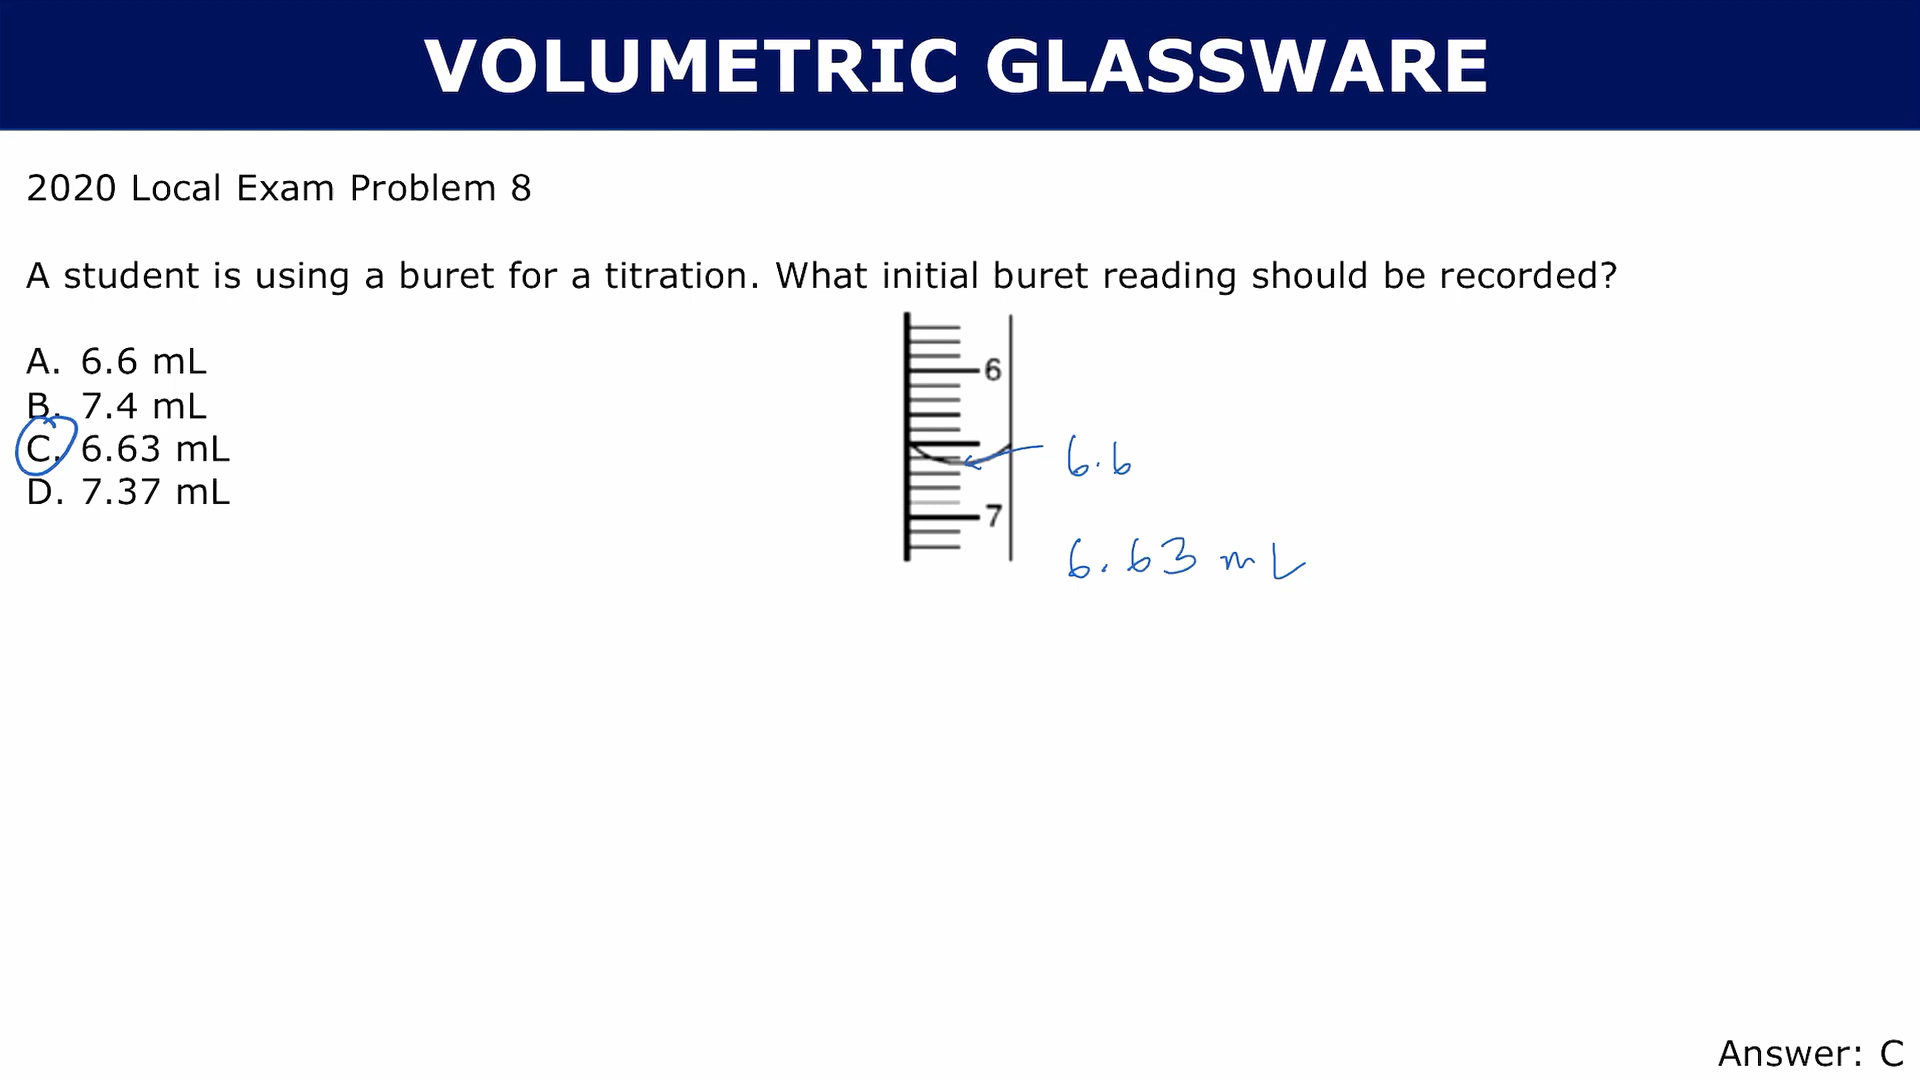 VOLUMETRIC GLASSWARE
2020 Local Exam Problem 8
A student is using a buret for a titration. What initial buret reading should be recorded?
A. 6.6 mL
B. 7.4 mL
C. 6.63 mL
D. 7.37 mL
6
6.6
7
6.63 mL
Answer: C